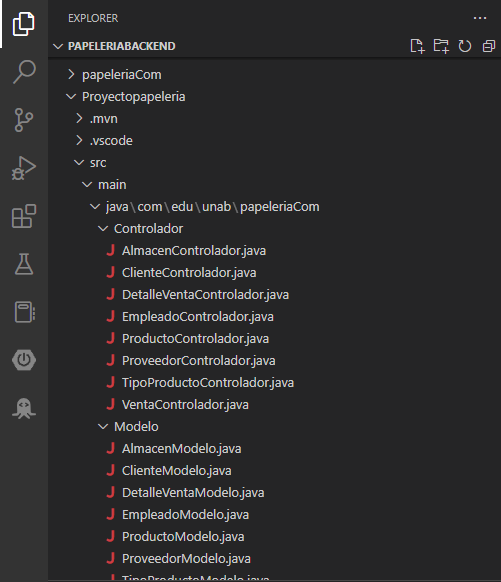 EXPLORER
PAPELERIABACKEND
papeleriaCom
Proyectopapeleria
.mvn
.vscode
src
main
java\com\edu\unab\papeleriaCom
Controlador
AlmacenControlador.java
ClienteControlador.java
DetalleVentaControlador.java
EmpleadoControlador.java
ProductoControlador.java
ProveedorControlador.java
TipoProductoControlador.java
VentaControlador.java
Modelo
AlmacenModelo.java
ClienteModelo.java
DetalleVentaModelo.java
EmpleadoModelo.java
ProductoModelo.java
ProveedorModelo.java
TipoProductoModelo.java